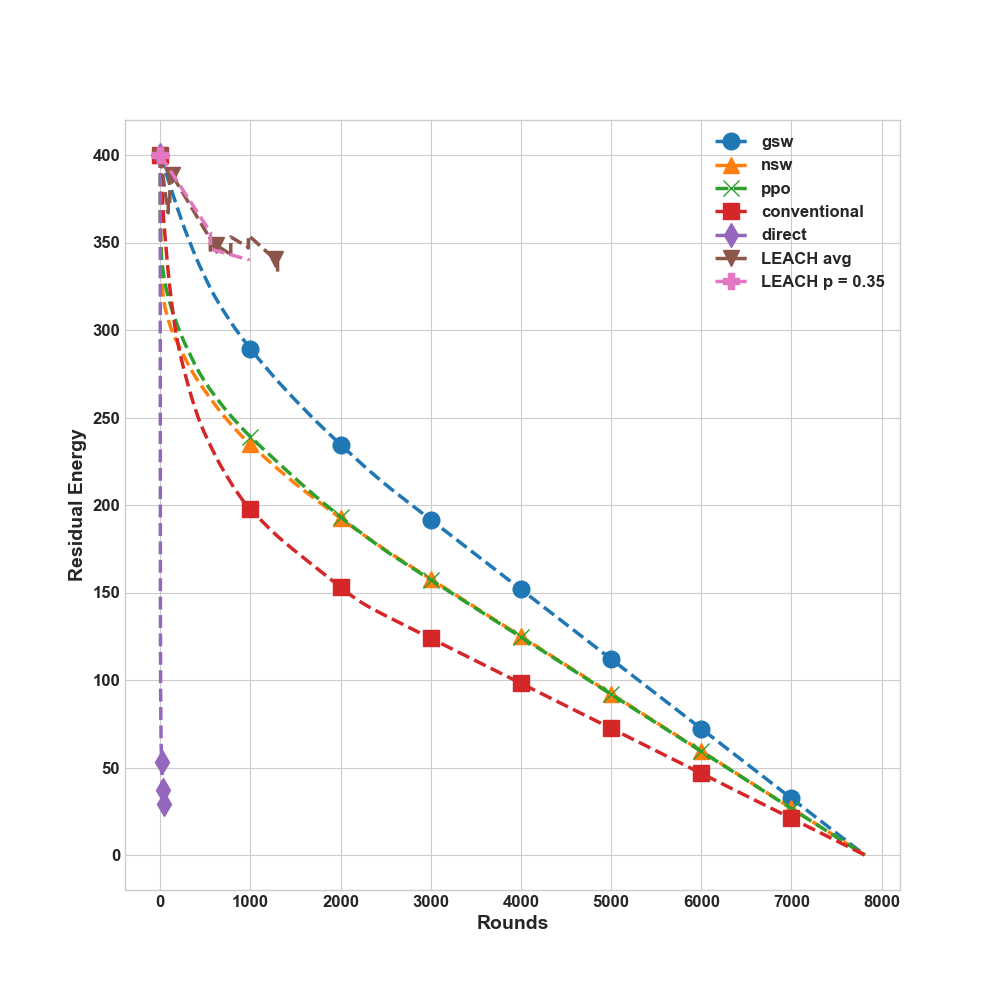 gsw
nsw
ppo
conventional
direct
LEACH avg
LEACH p = 0.35
400
350
300
250
200
150
100
50
0
Residual Energy
0 1000 2000 3000 4000 5000 6000 7000 8000
Rounds